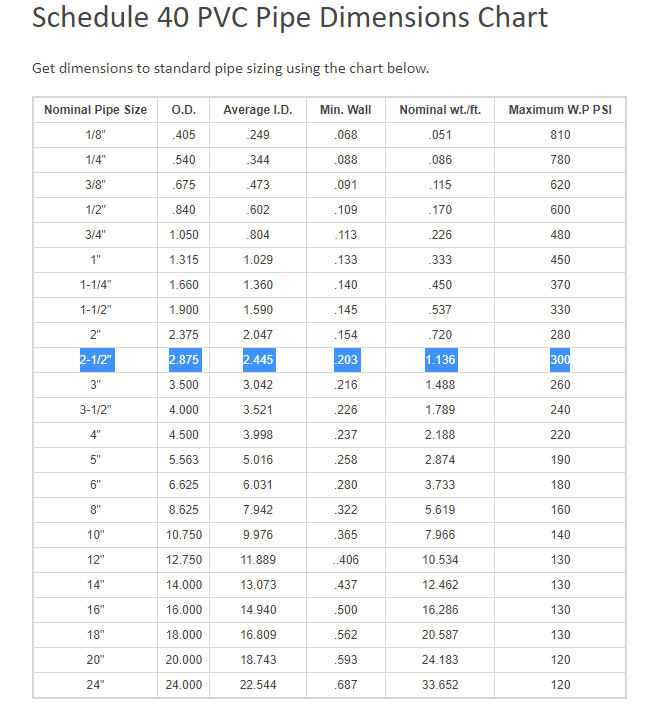 Schedule 40 PVC Pipe Dimensions Chart
Get dimensions to standard pipe sizing using the chart below.
Nominal Pipe Size O.D. Average I.D. Min. Wall Nominal wt./ft. Maximum W.P PSI
1/8" .405 .249 .068 .051 810
1/4" .540 .344 .088 .086 780
3/8" .675 .473 .091 .115 620
1/2" .840 .602 .109 .170 600
3/4" 1.050 .804 .113 .226 480
1" 1.315 1.029 .133 .333 450
1-1/4" 1.660 1.360 .140 .450 370
1-1/2" 1.900 1.590 .145 .537 330
2" 2.375 2.047 .154 .720 280
2-1/2" 2.875 2.445 .203 1.136 300
3" 3.500 3.042 .216 1.488 260
3-1/2" 4.000 3.521 .226 1.789 240
4" 4.500 3.998 .237 2.188 220
5" 5.563 5.016 .258 2.874 190
6" 6.625 6.031 .280 3.733 180
8" 8.625 7.942 .322 5.619 160
10" 10.750 9.976 .365 7.966 140
12" 12.750 11.889 ..406 10.534 130
14" 14.000 13.073 .437 12.462 130
16" 16.000 14.940 .500 16.286 130
18" 18.000 16.809 .562 20.587 130
20" 20.000 18.743 .593 24.183 120
24" 24.000 22.544 .687 33.652 120